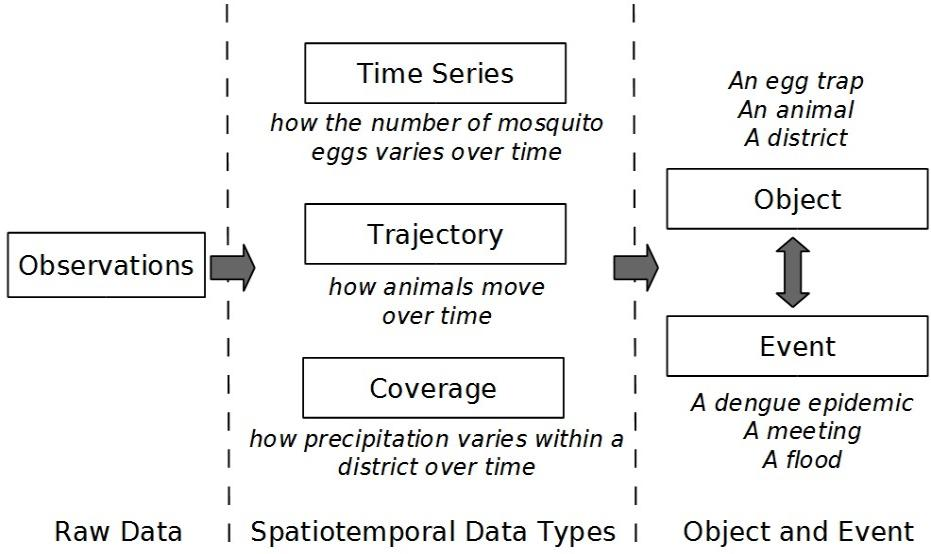 Observations
Raw Data
Time Series
how the number of mosquito
eggs varies over time
Trajectory
how animals move
over time
Coverage
how precipitation varies within a
district over time
Spatiotemporal Data Types
An egg trap
An animal
A district
Object
Event
A dengue epidemic
A meeting
A flood
Object and Event